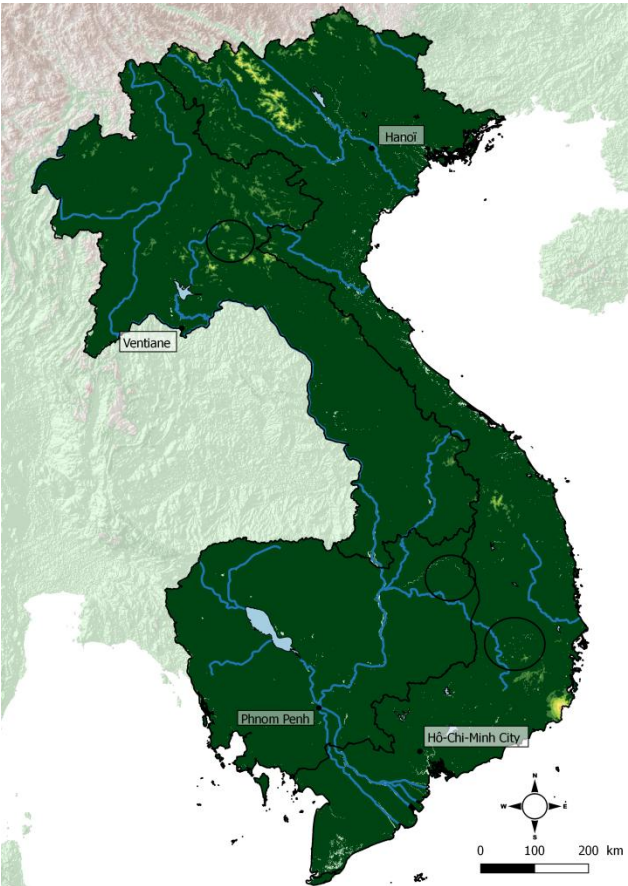 Hanoï
Ventiane
Phnom Penh
Hô-Chi-Minh City
N
W
E
S
0 100 200 km